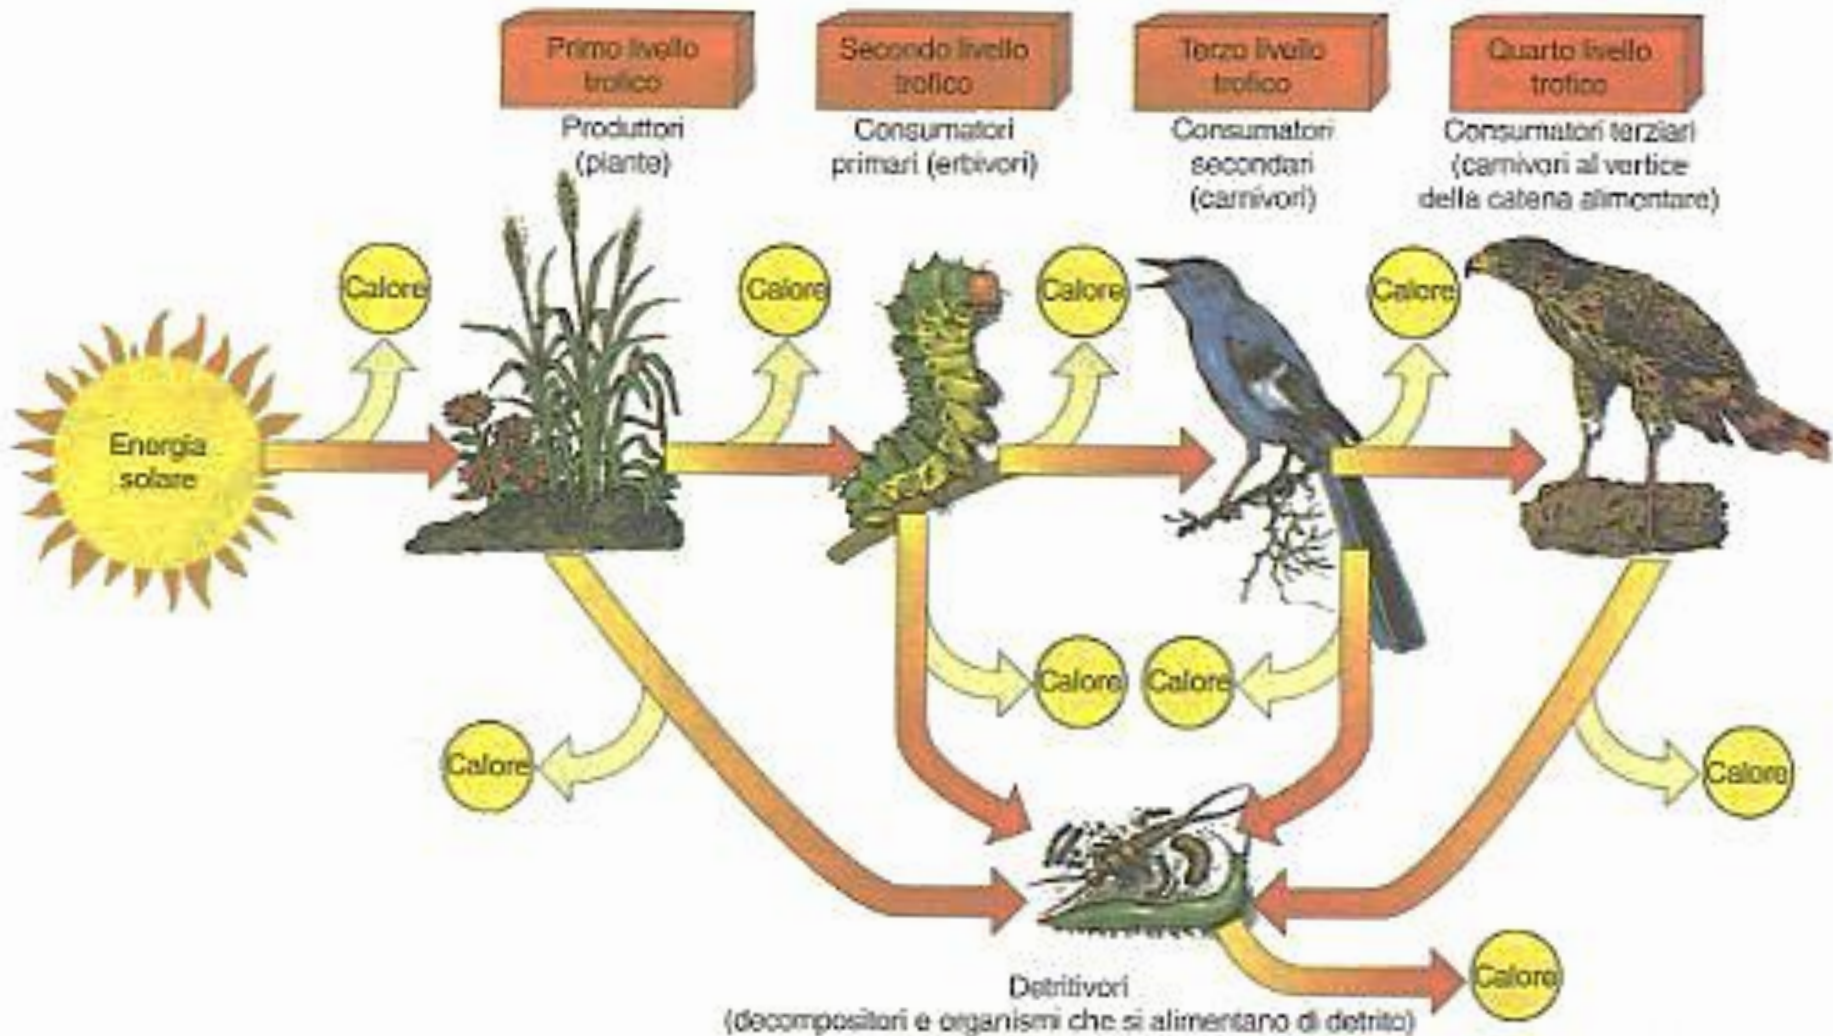 Primo livello
trofico
Secondo livello
trofico
Terzo livello
trofico
Quarto livello
trofico
Produttori
(piante)
Consumatori
primari (erbivori)
Consumatori
secondari
(carnivori)
Consumatori terziari
(carnivori al vertice
della catena alimentare)
Calore
Calore
Calore
Calore
Energia
solare
Calore
Calore
Calore
Calore
Calore
Detritivori
(decompositori e organismi che si alimentano di detrito)